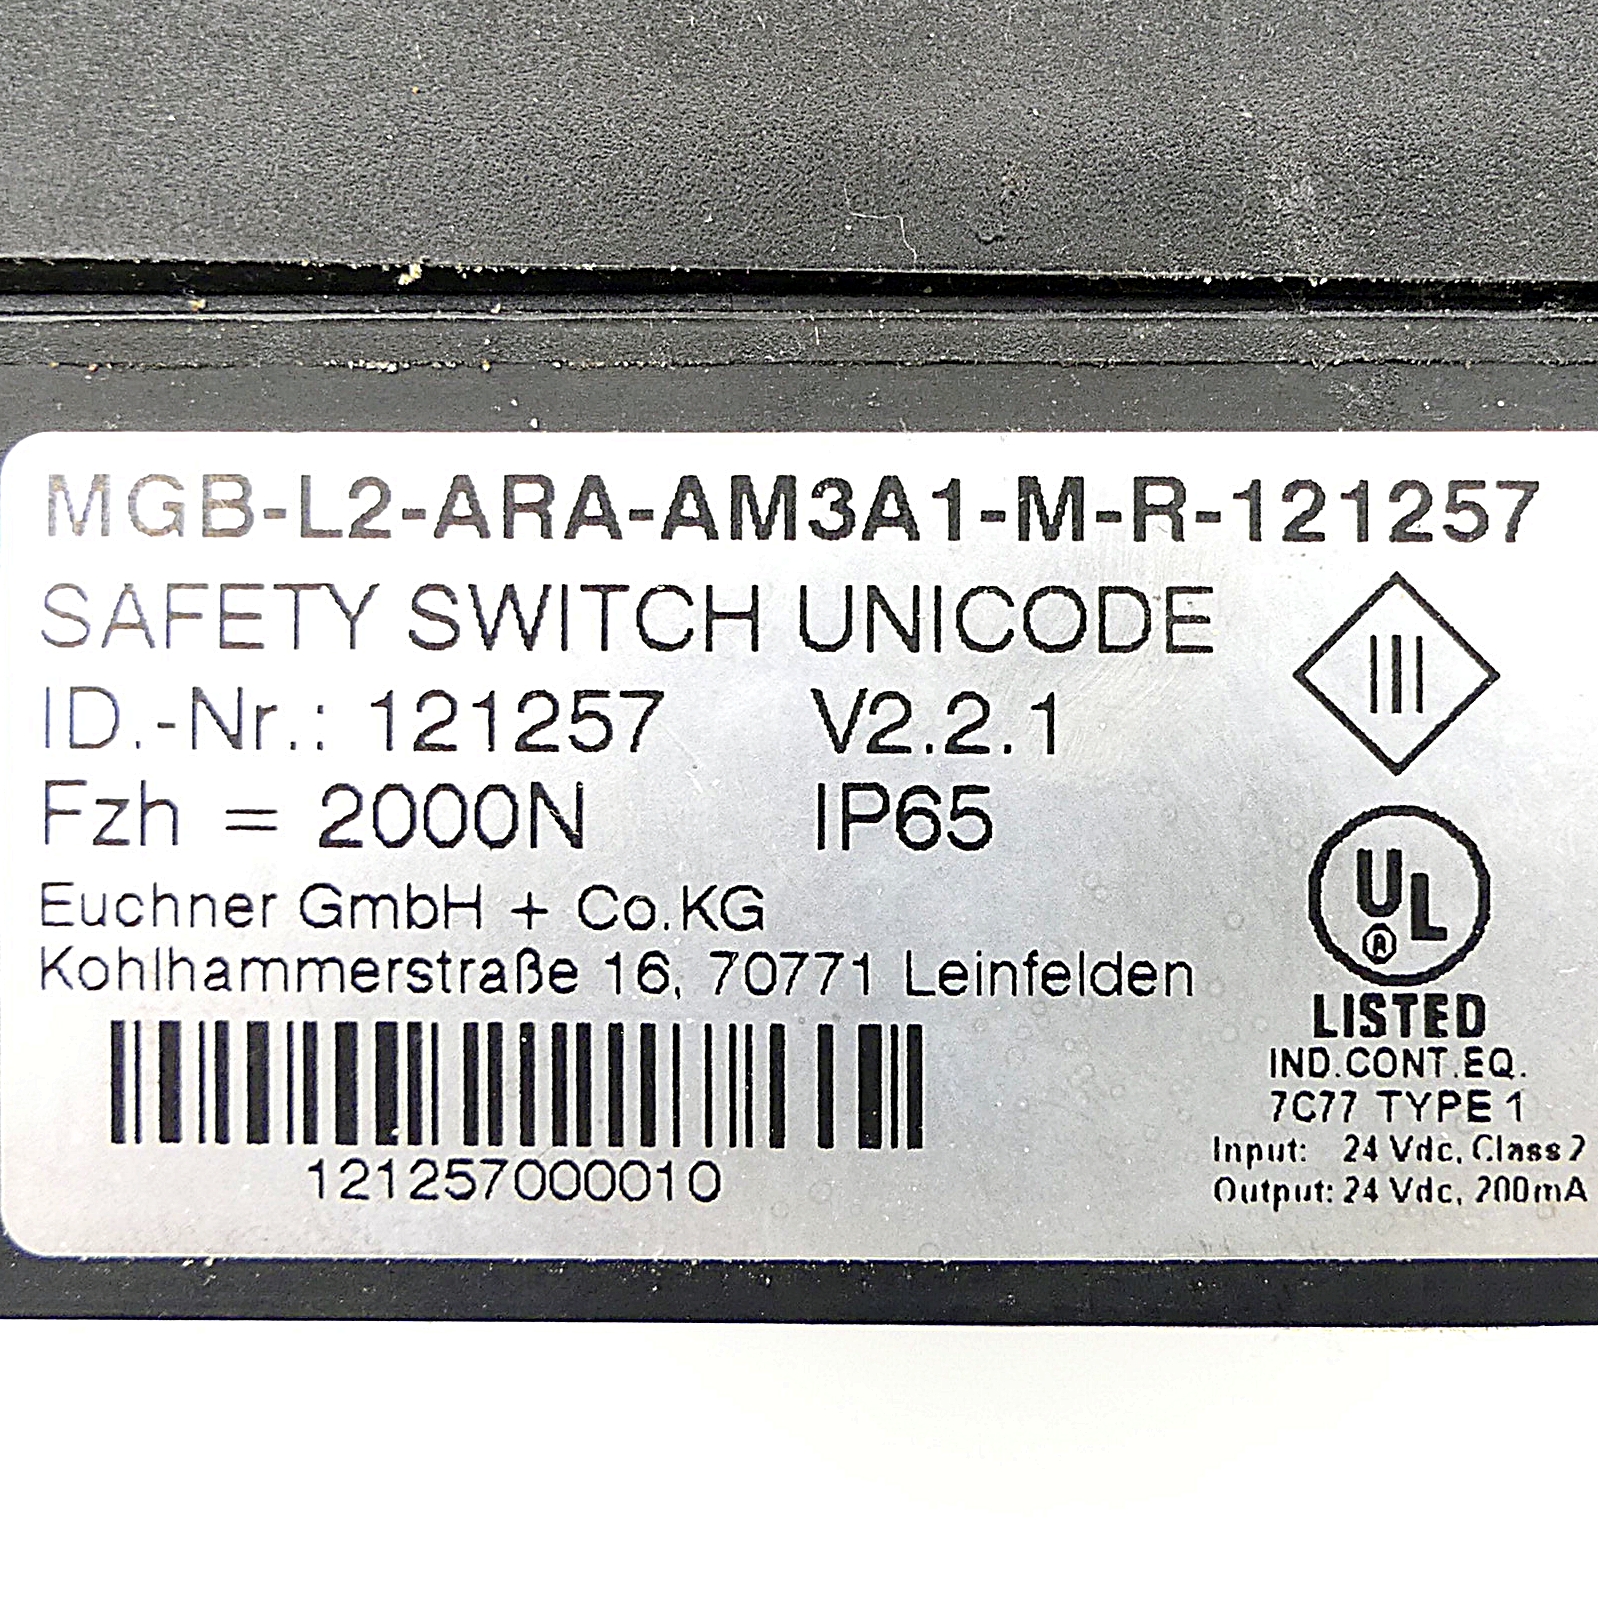 MGB-L2-ARA-AM3A1-M-R-121257
SAFETY SWITCH UNICODE
ID.-Nr.: 121257 V2.2.1
Fzh = 2000N IP65
Euchner GmbH + Co.KG
Kohlhammerstraße 16, 70771 Leinfelden
121257000010
III
UL
R
LISTED
IND.CONT.EQ.
7C77 TYPE 1
Input: 24 Vdc, Class2
Output: 24 Vdc, 200mA